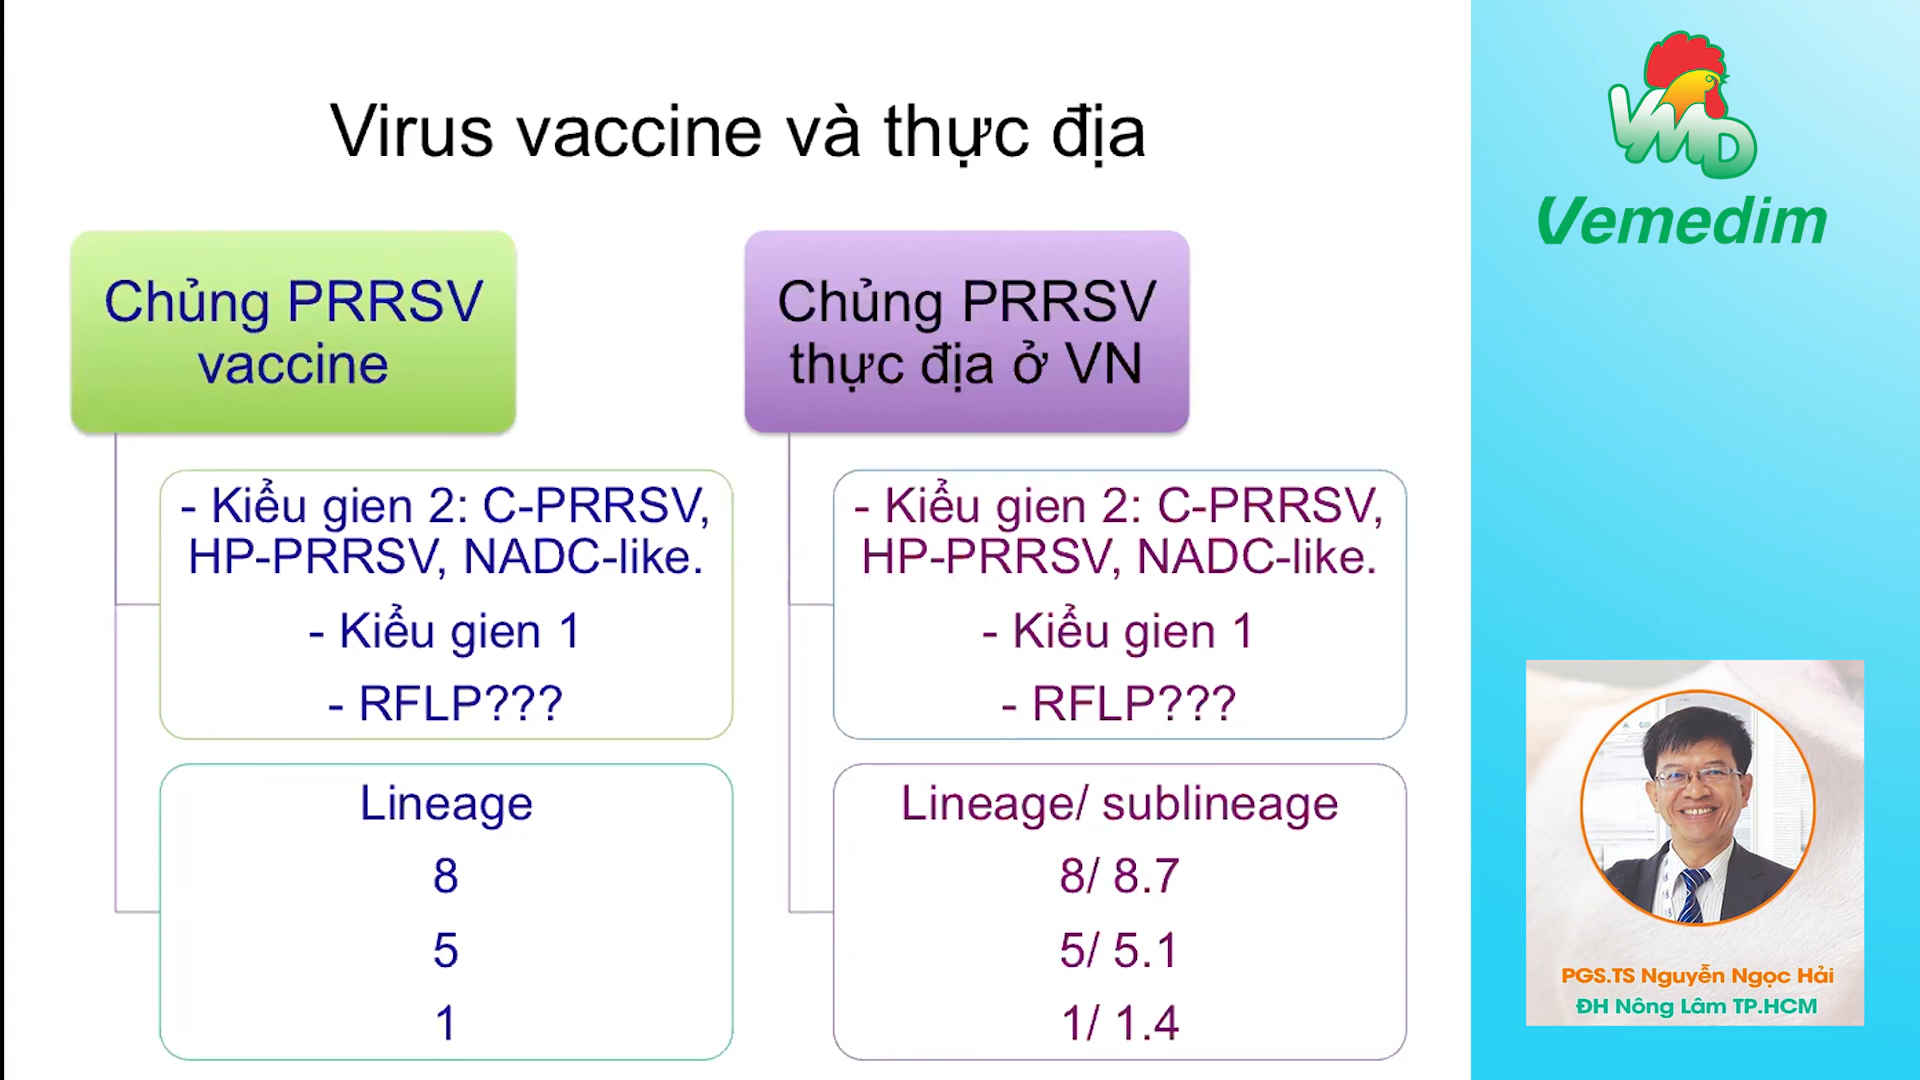 Virus vaccine và thực địa
Chủng PRRSV
vaccine
- Kiểu gien 2: C-PRRSV,
HP-PRRSV, NADC-like.
- Kiểu gien 1
- RFLP???
Lineage
8
5
1
Chủng PRRSV
thực địa ở VN
- Kiểu gien 2: C-PRRSV,
HP-PRRSV, NADC-like.
- Kiểu gien 1
- RFLP???
Lineage/ sublineage
8/ 8.7
5/ 5.1
1/ 1.4
VMD
Vemedim
PGS.TS Nguyễn Ngọc Hải
ĐH Nông Lâm TP.HCM